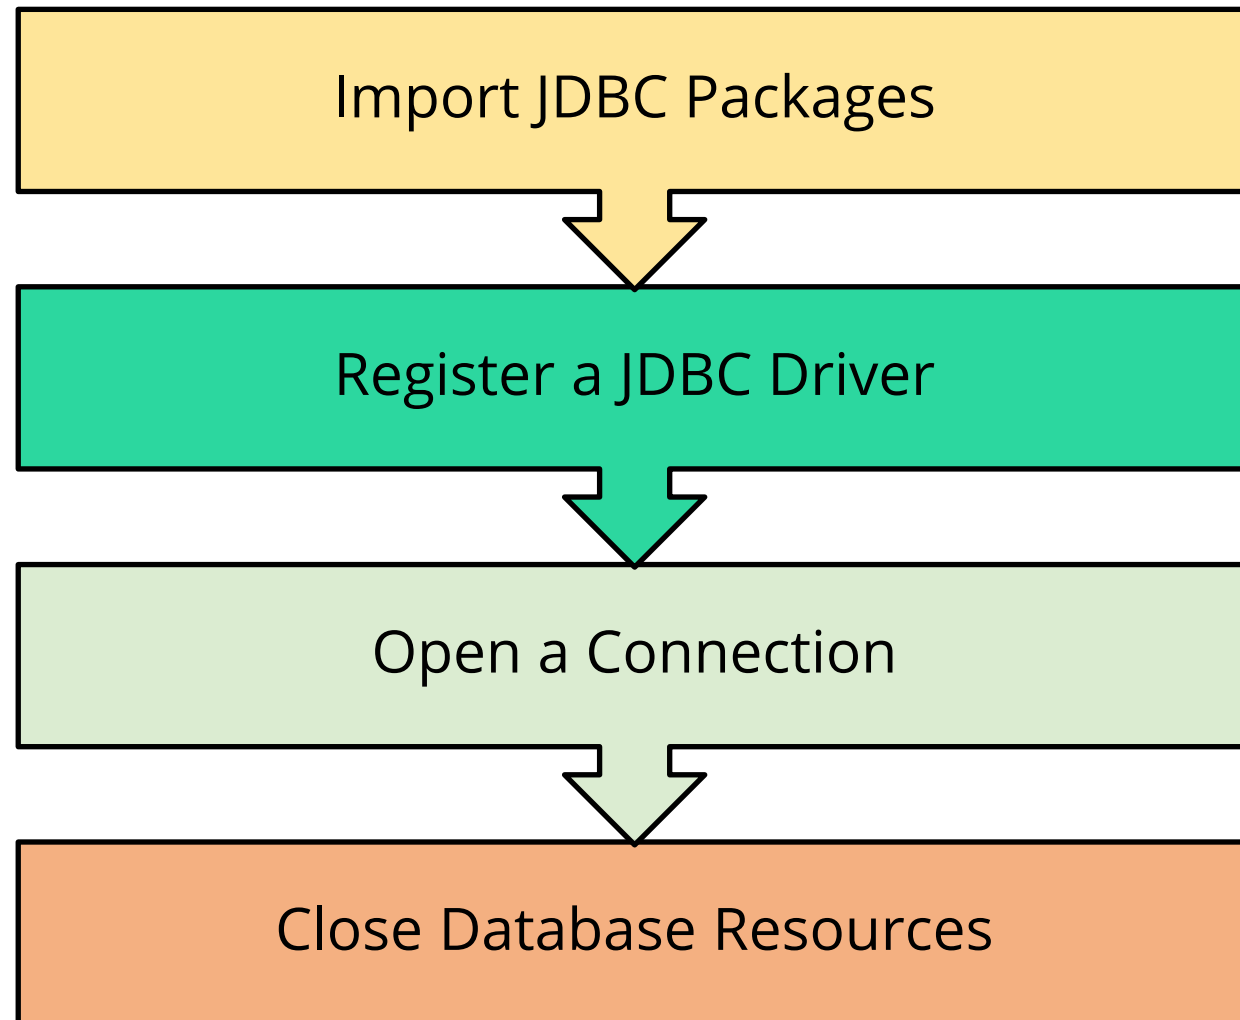 Import JDBC Packages
Register a JDBC Driver
Open a Connection
Close Database Resources